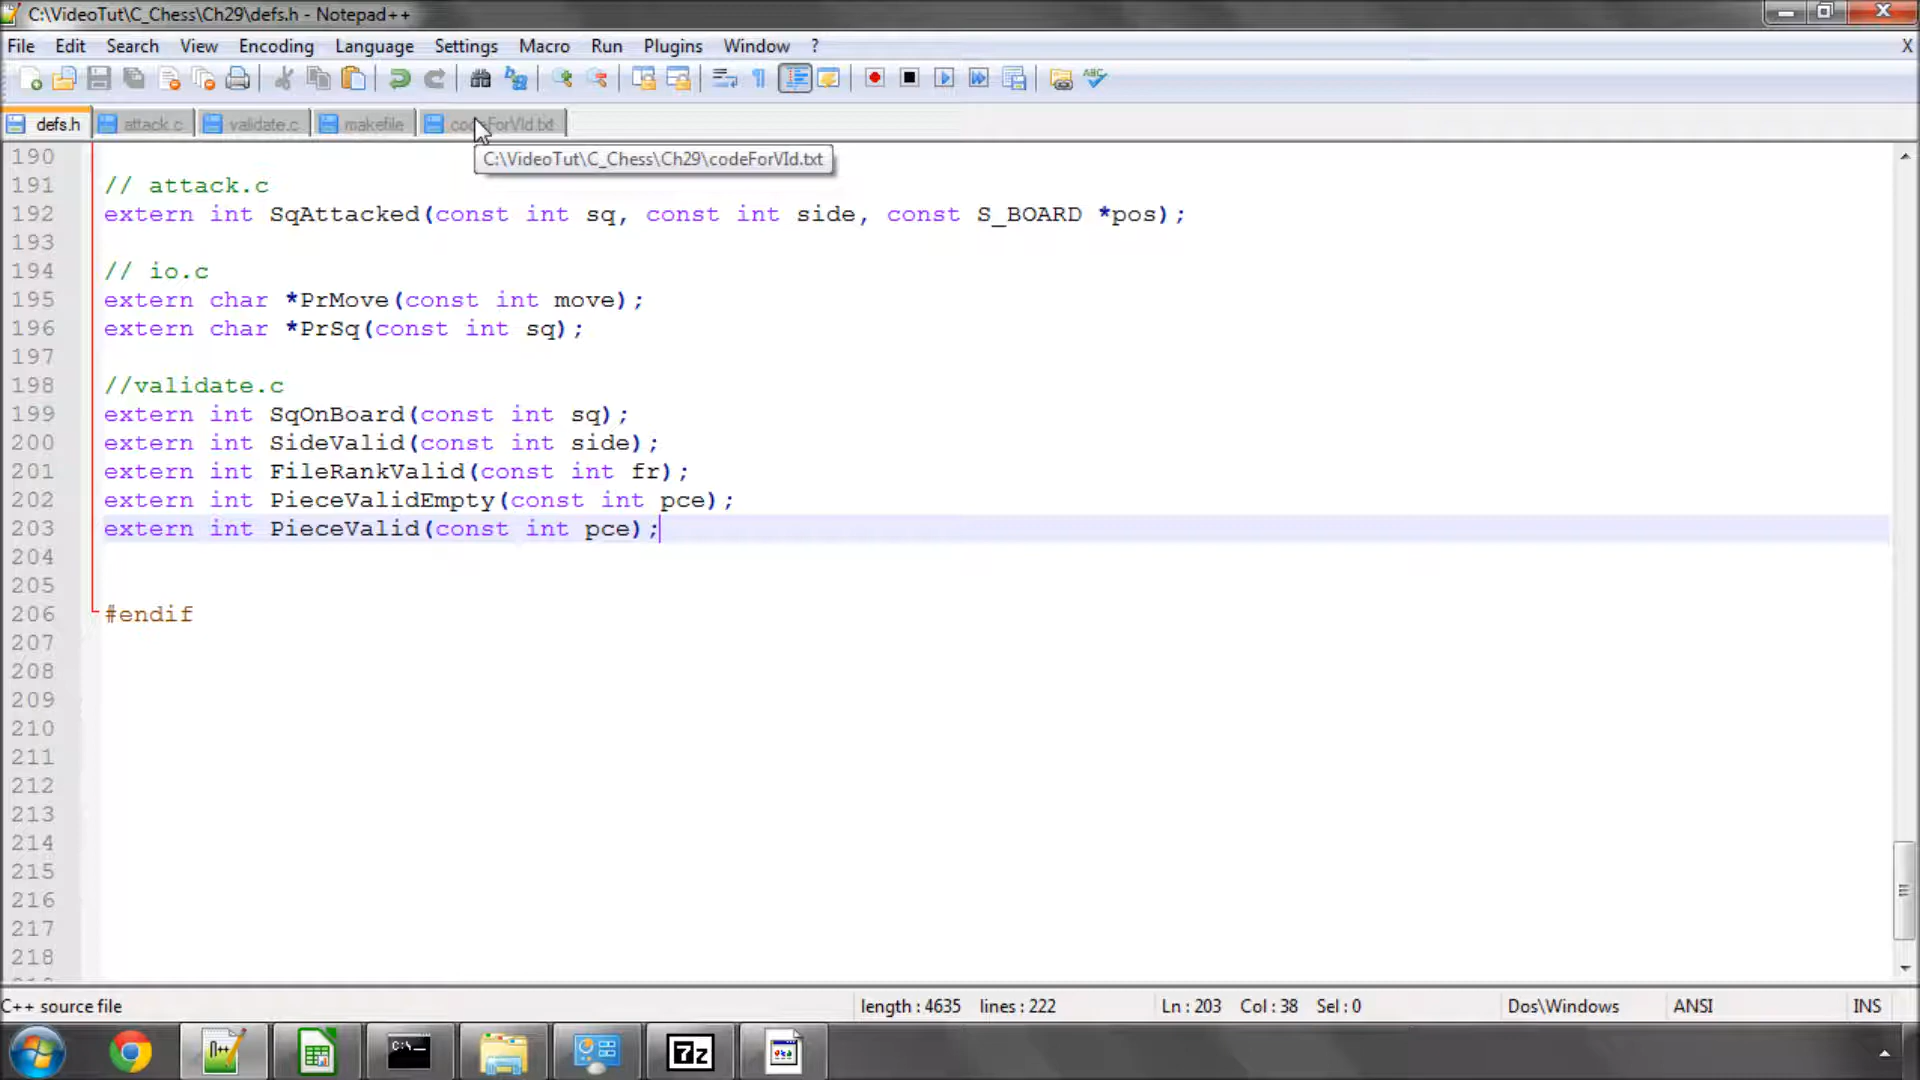 C:\VideoTut\C_Chess\Ch29\defs.h - Notepad++
File Edit Search View Encoding Language Settings Macro Run Plugins Window ? X
defs.h attack.c validate.c makefile codeForVId.txt
C:\VideoTut\C_Chess\Ch29\codeForVId.txt
190
191 // attack.c
192 extern int SqAttacked(const int sq, const int side, const S_BOARD *pos);
193
194 // io.c
195 extern char *PrMove(const int move);
196 extern char *PrSq(const int sq);
197
198 //validate.c
199 extern int SqOnBoard(const int sq);
200 extern int SideValid(const int side);
201 extern int FileRankValid(const int fr);
202 extern int PieceValidEmpty(const int pce);
203 extern int PieceValid(const int pce);
204
205
206 #endif
207
208
209
210
211
212
213
214
215
216
217
218
C++ source file length : 4635 lines : 222 Ln : 203 Col : 38 Sel : 0 Dos\Windows ANSI INS
N++ C:\. 7z